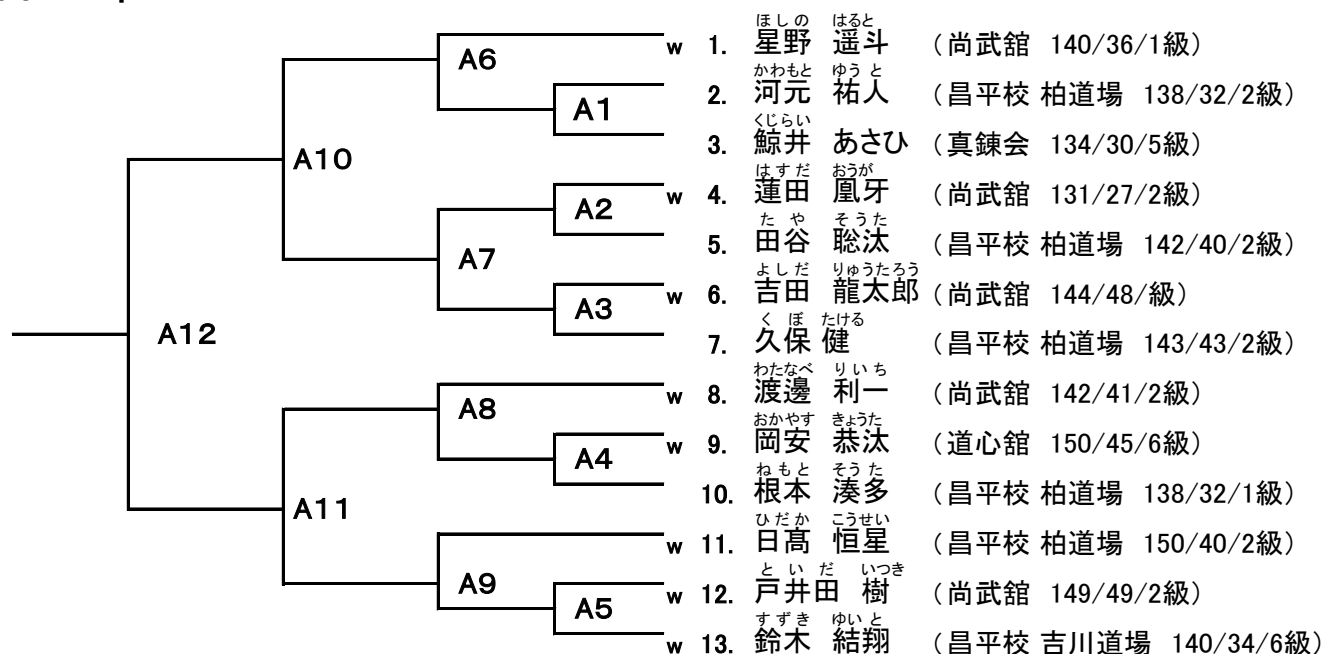 ほしの はると
A6
w 1. 星野 遥斗 （尚武舘 140/36/1級）
かわもと ゆうと
2. 河元 祐人 （昌平校 柏道場 138/32/2級）
A1
くじらい
3. 鯨井 あさひ （真錬会 134/30/5級）
A10
はすだ おうが
w 4. 蓮田 凰牙 （尚武舘 131/27/2級）
A2
たや そうた
5. 田谷 聡汰 （昌平校 柏道場 142/40/2級）
A7
よしだ りゅうたろう
w 6. 吉田 龍太郎 （尚武舘 144/48/級）
A3
くぼ たける
7. 久保 健 （昌平校 柏道場 143/43/2級）
A12
わたなべ りいち
w 8. 渡邊 利一 （尚武舘 142/41/2級）
A8
おかやす きょうた
w 9. 岡安 恭汰 （道心舘 150/45/6級）
A4
ねもと そうた
10. 根本 湊多 （昌平校 柏道場 138/32/1級）
A11
ひだか こうせい
w 11. 日髙 恒星 （昌平校 柏道場 150/40/2級）
A9
といだ いつき
w 12. 戸井田 樹 （尚武舘 149/49/2級）
A5
すずき ゆいと
w 13. 鈴木 結翔 （昌平校 吉川道場 140/34/6級）